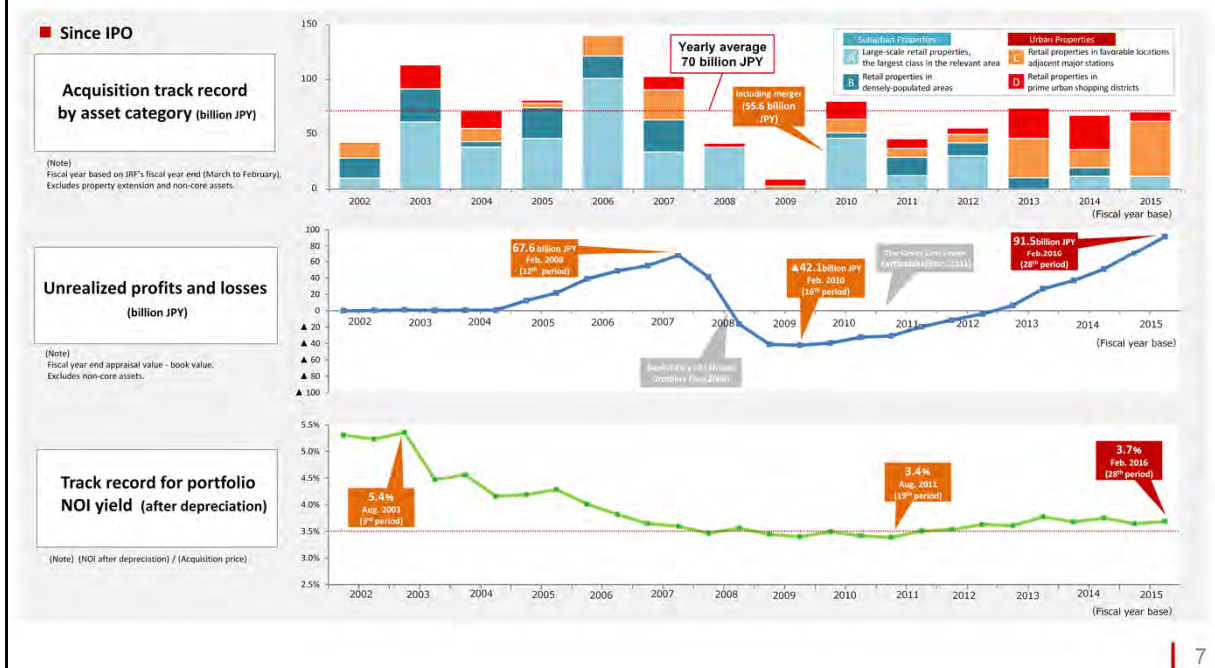 Since IPO
Acquisition track record
by asset category (billion JPY)
(Note)
Fiscal year based on JRF's fiscal year end (March to February).
Excludes property extension and non-core assets.
150
100
50
0
Yearly average
70 billion JPY
Including merger
(55.6 billion
JPY)
Suburban Properties
Urban Properties
A Large-scale retail properties,
the largest class in the relevant area
B Retail properties in
densely-populated areas
C Retail properties in favorable locations
adjacent major stations
D Retail properties in
prime urban shopping districts
2002 2003 2004 2005 2006 2007 2008 2009 2010 2011 2012 2013 2014 2015
(Fiscal year base)
Unrealized profits and losses
(billion JPY)
(Note)
Fiscal year end appraisal value - book value.
Excludes non-core assets.
100
80
60
40
20
0
▲ 20
▲ 40
▲ 60
▲ 80
▲ 100
67.6 billion JPY
Feb. 2008
(12th period)
▲42.1billion JPY
Feb. 2010
(16th period)
The Great East Japan
Earthquake(Mar.2011)
91.5billion JPY
Feb.2016
(28th period)
2002 2003 2004 2005 2006 2007 2008 2009 2010 2011 2012 2013 2014 2015
(Fiscal year base)
Bankruptcy of Lehman
Brothers
Track record for portfolio
NOI yield (after depreciation)
(Note) (NOI after depreciation) / (Acquisition price)
5.5%
5.0%
4.5%
4.0%
3.5%
3.0%
2.5%
5.4%
Aug. 2003
(3rd period)
3.4%
Aug. 2011
(19th period)
3.7%
Feb. 2016
(28th period)
2002 2003 2004 2005 2006 2007 2008 2009 2010 2011 2012 2013 2014 2015
(Fiscal year base)
7